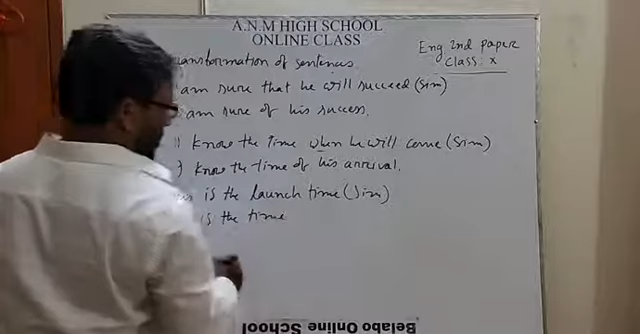 A.N.M HIGH SCHOOL
ONLINE CLASS
Eng 2nd paper
Class: X
ransformation of sentences
am sure that he will succeed (Sim)
am sure of his success.
I know the time when he will come (Sim)
I know the time of his arrival.
is the launch time (Sim)
is the time
Belabo Online School